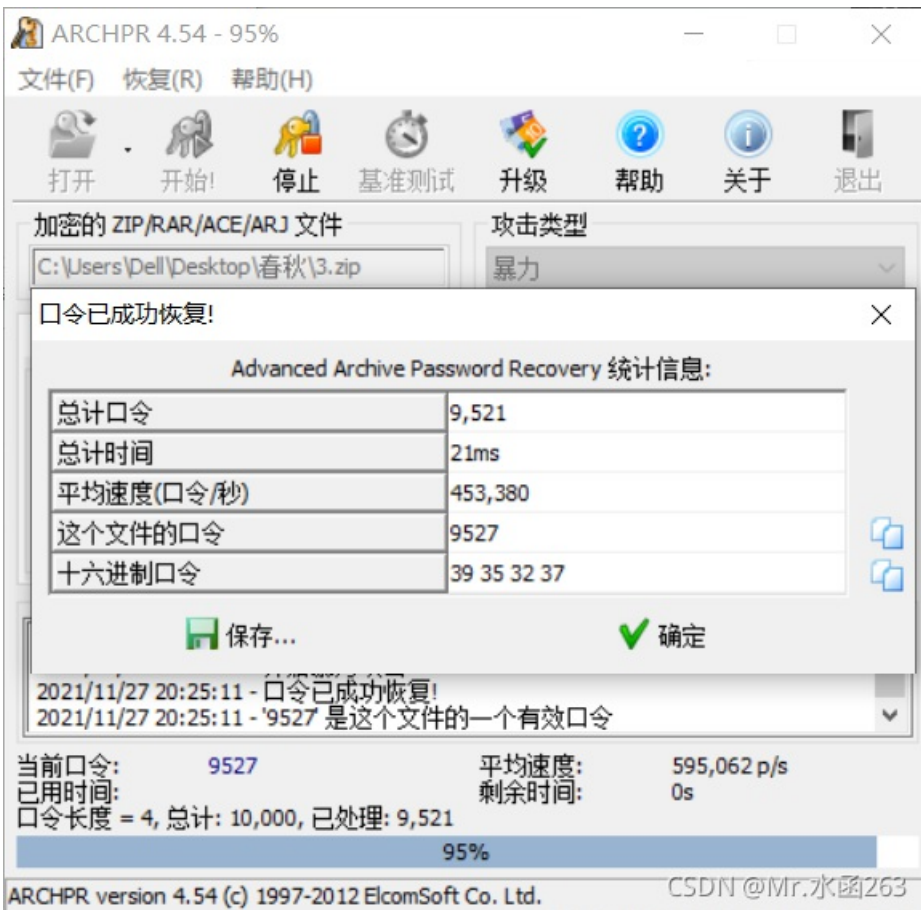 ARCHPR 4.54 - 95%
文件(F) 恢复(R) 帮助(H)
打开 开始! 停止 基准测试 升级 帮助 关于 退出
加密的 ZIP/RAR/ACE/ARJ 文件 攻击类型
C:\Users\Dell\Desktop\春秋\3.zip 暴力
口令已成功恢复!
Advanced Archive Password Recovery 统计信息:
总计口令 9,521
总计时间 21ms
平均速度(口令/秒) 453,380
这个文件的口令 9527
十六进制口令 39 35 32 37
保存... 确定
2021/11/27 20:25:11 - 口令已成功恢复!
2021/11/27 20:25:11 - '9527' 是这个文件的一个有效口令
当前口令: 9527 平均速度: 595,062 p/s
已用时间: 剩余时间: 0s
口令长度 = 4, 总计: 10,000, 已处理: 9,521
95%
ARCHPR version 4.54 (c) 1997-2012 ElcomSoft Co. Ltd.
CSDN @Mr.水函263